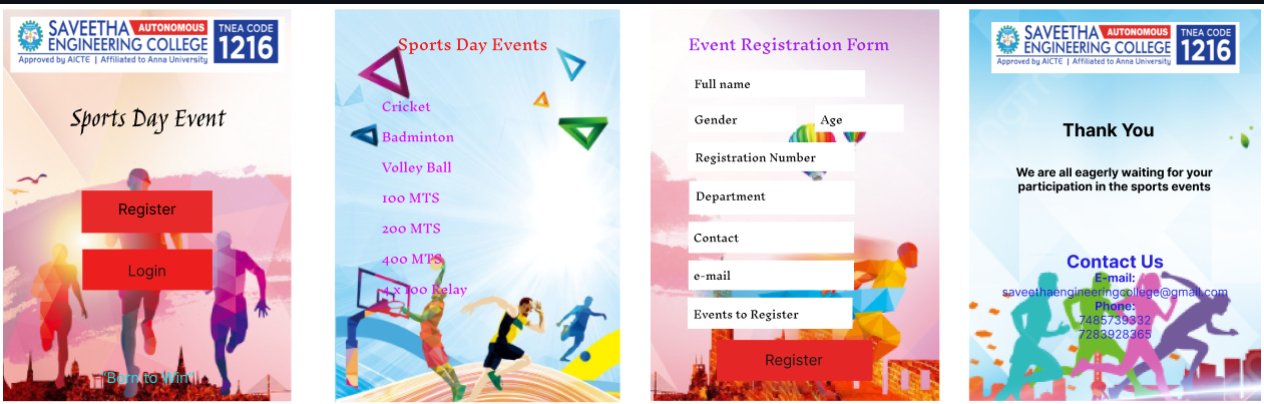 SAVEETHA AUTONOMOUS
ENGINEERING COLLEGE
Approved by AICTE | Affiliated to Anna University
TNEA CODE
1216
Sports Day Event
Register
Login
"Born to Win"
Sports Day Events
Cricket
Badminton
Volley Ball
100 MTS
200 MTS
400 MTS
4 x 100 Relay
Event Registration Form
Full name
Gender
Age
Registration Number
Department
Contact
e-mail
Events to Register
Register
SAVEETHA AUTONOMOUS
ENGINEERING COLLEGE
Approved by AICTE | Affiliated to Anna University
TNEA CODE
1216
Thank You
We are all eagerly waiting for your
participation in the sports events
Contact Us
E-mail:
saveethaengineeringcollege@gmail.com
Phone:
7485739332
7283928365